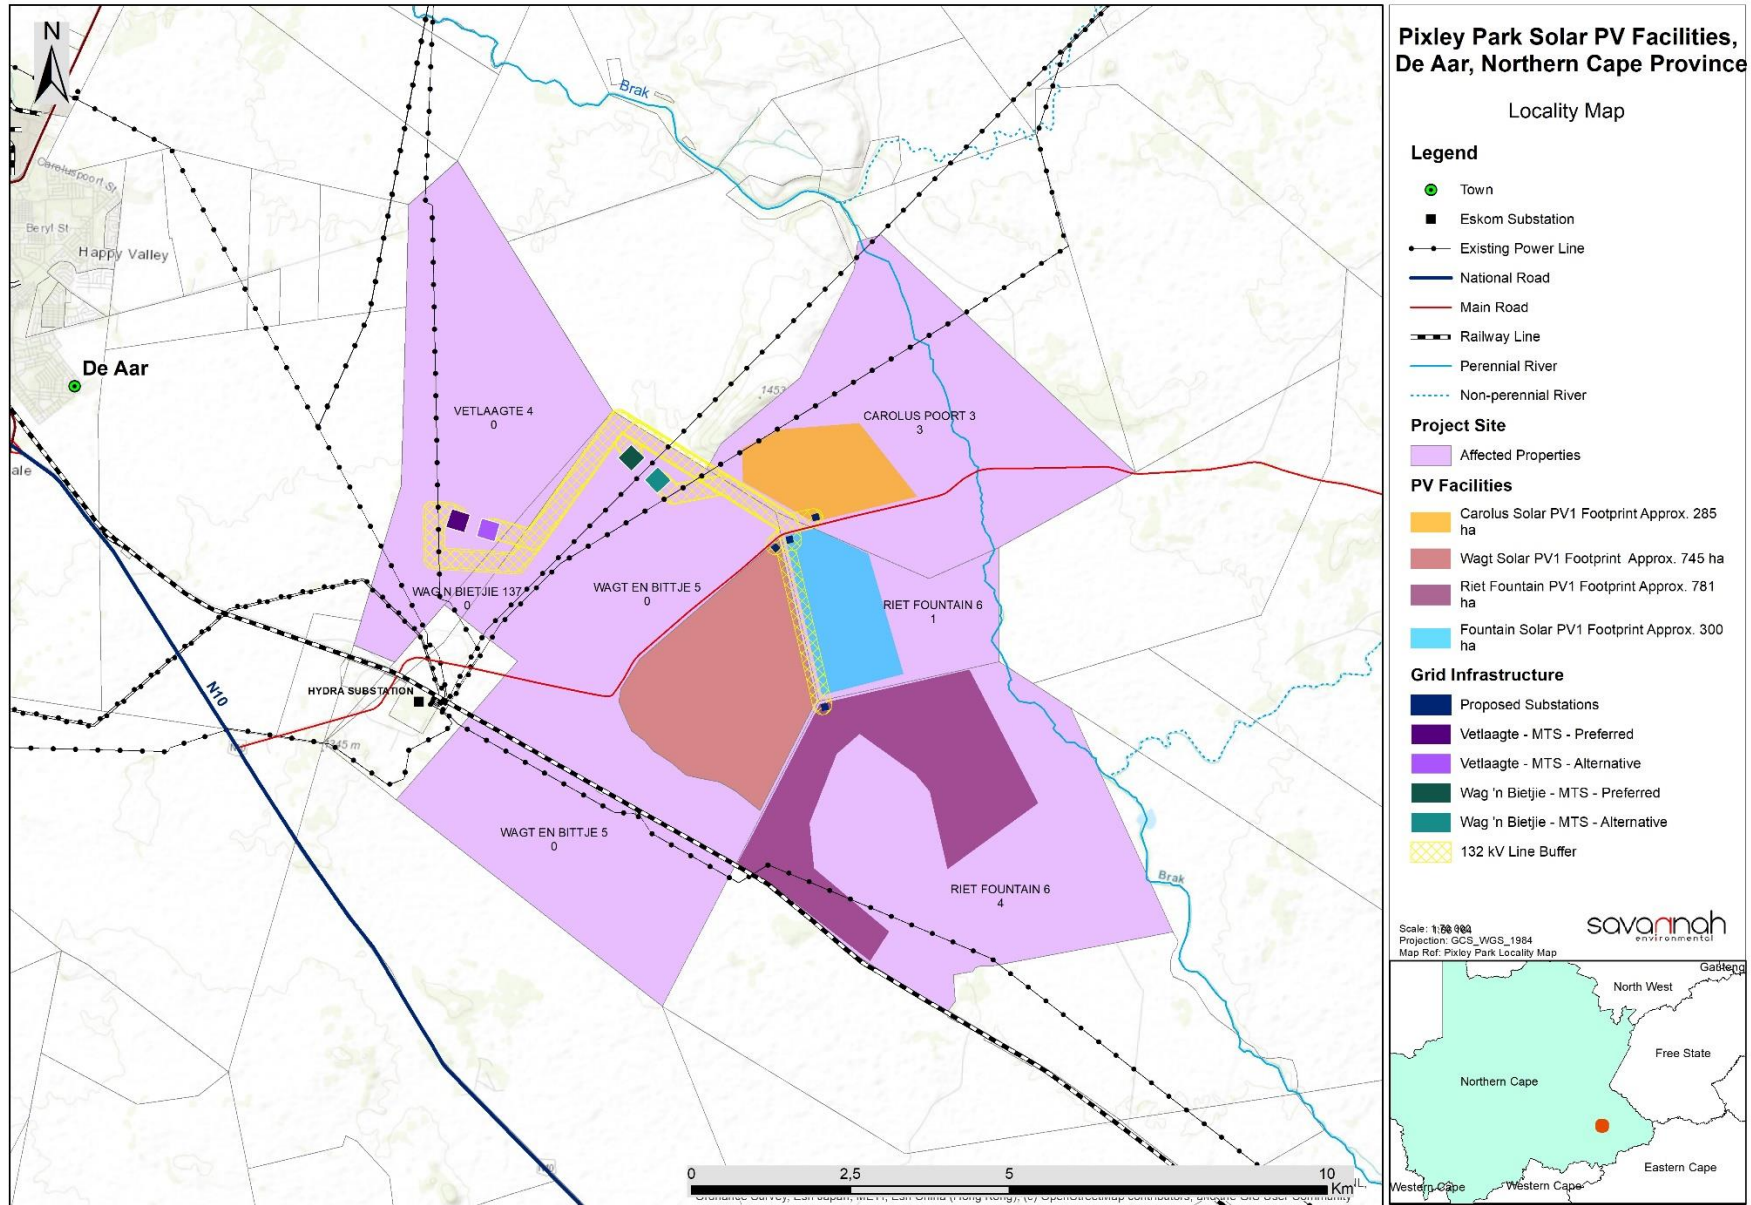 N
Brak
Caroluspoort St
Beryl St
Happy Valley
De Aar
ale
VETLAAGTE 4
0
1453
CAROLUS POORT 3
3
WAG N BIETJIE 137
0
WAGT EN BITTJE 5
0
RIET FOUNTAIN 6
1
HYDRA SUBSTATION
N10
1345 m
WAGT EN BITTJE 5
0
RIET FOUNTAIN 6
4
Brak
N10
0 2,5 5 10
Km
Pixley Park Solar PV Facilities,
De Aar, Northern Cape Province
Locality Map
Legend
Town
Eskom Substation
Existing Power Line
National Road
Main Road
Railway Line
Perennial River
Non-perennial River
Project Site
Affected Properties
PV Facilities
Carolus Solar PV1 Footprint Approx. 285
ha
Wagt Solar PV1 Footprint Approx. 745 ha
Riet Fountain PV1 Footprint Approx. 781
ha
Fountain Solar PV1 Footprint Approx. 300
ha
Grid Infrastructure
Proposed Substations
Vetlaagte - MTS - Preferred
Vetlaagte - MTS - Alternative
Wag 'n Bietjie - MTS - Preferred
Wag 'n Bietjie - MTS - Alternative
132 kV Line Buffer
Scale:
Projection: GCS_WGS_1984
Map Ref: Pixley Park Locality Map
savannah
environmental
Gauteng
North West
Free State
Northern Cape
Eastern Cape
Western Cape
Western Cape